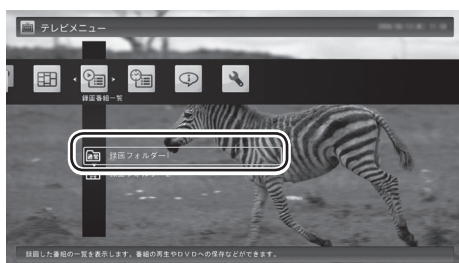 テレビメニュー
録画番組一覧
通常
録画フォルダー1
録画した番組の一覧を表示します。番組の再生やDVDへの保存などができます。